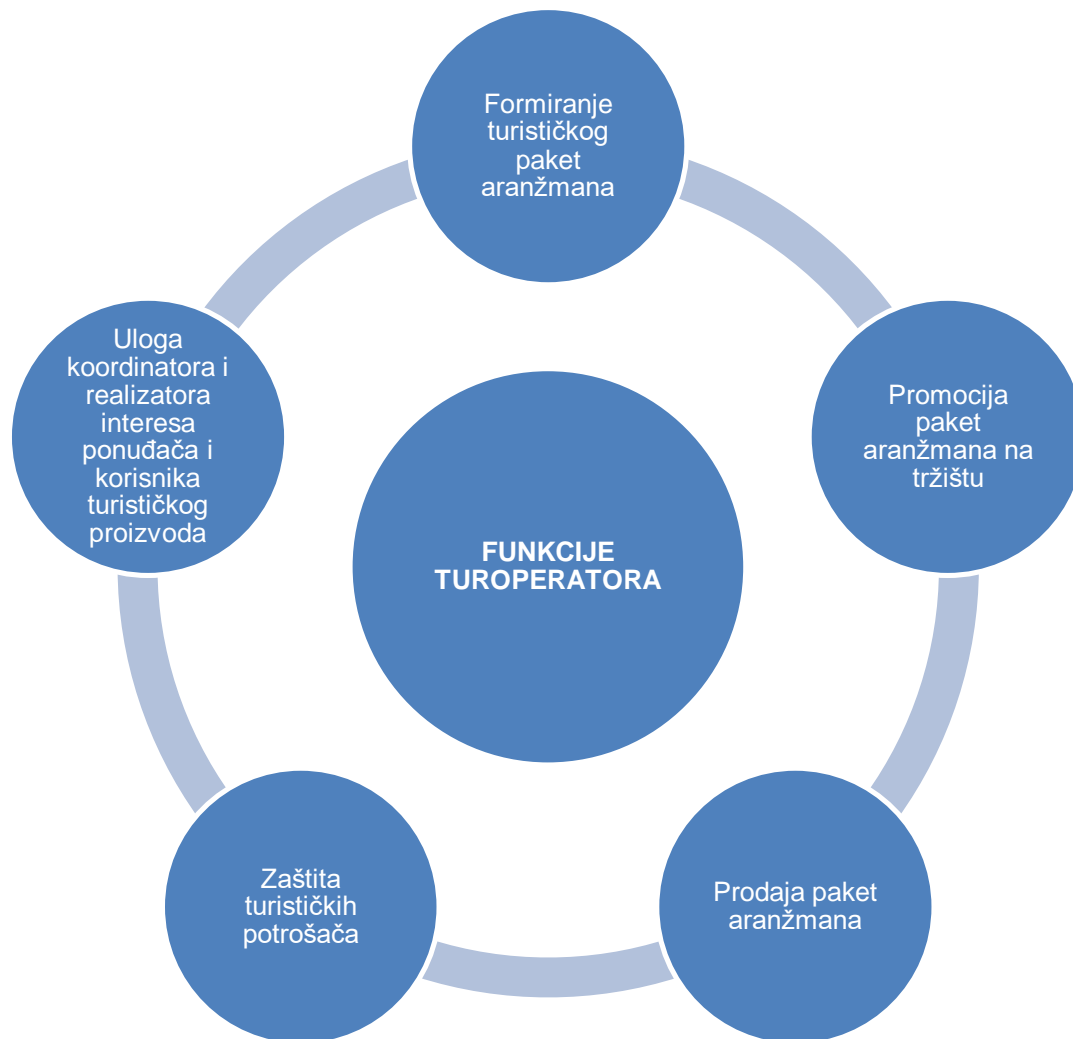 Formiranje
turističkog
paket
aranžmana
Promocija
paket
aranžmana na
tržištu
Prodaja paket
aranžmana
Zaštita
turističkih
potrošača
Uloga
koordinatora i
realizatora
interesa
ponuđača i
korisnika
turističkog
proizvoda
FUNKCIJE
TUROPERATORA